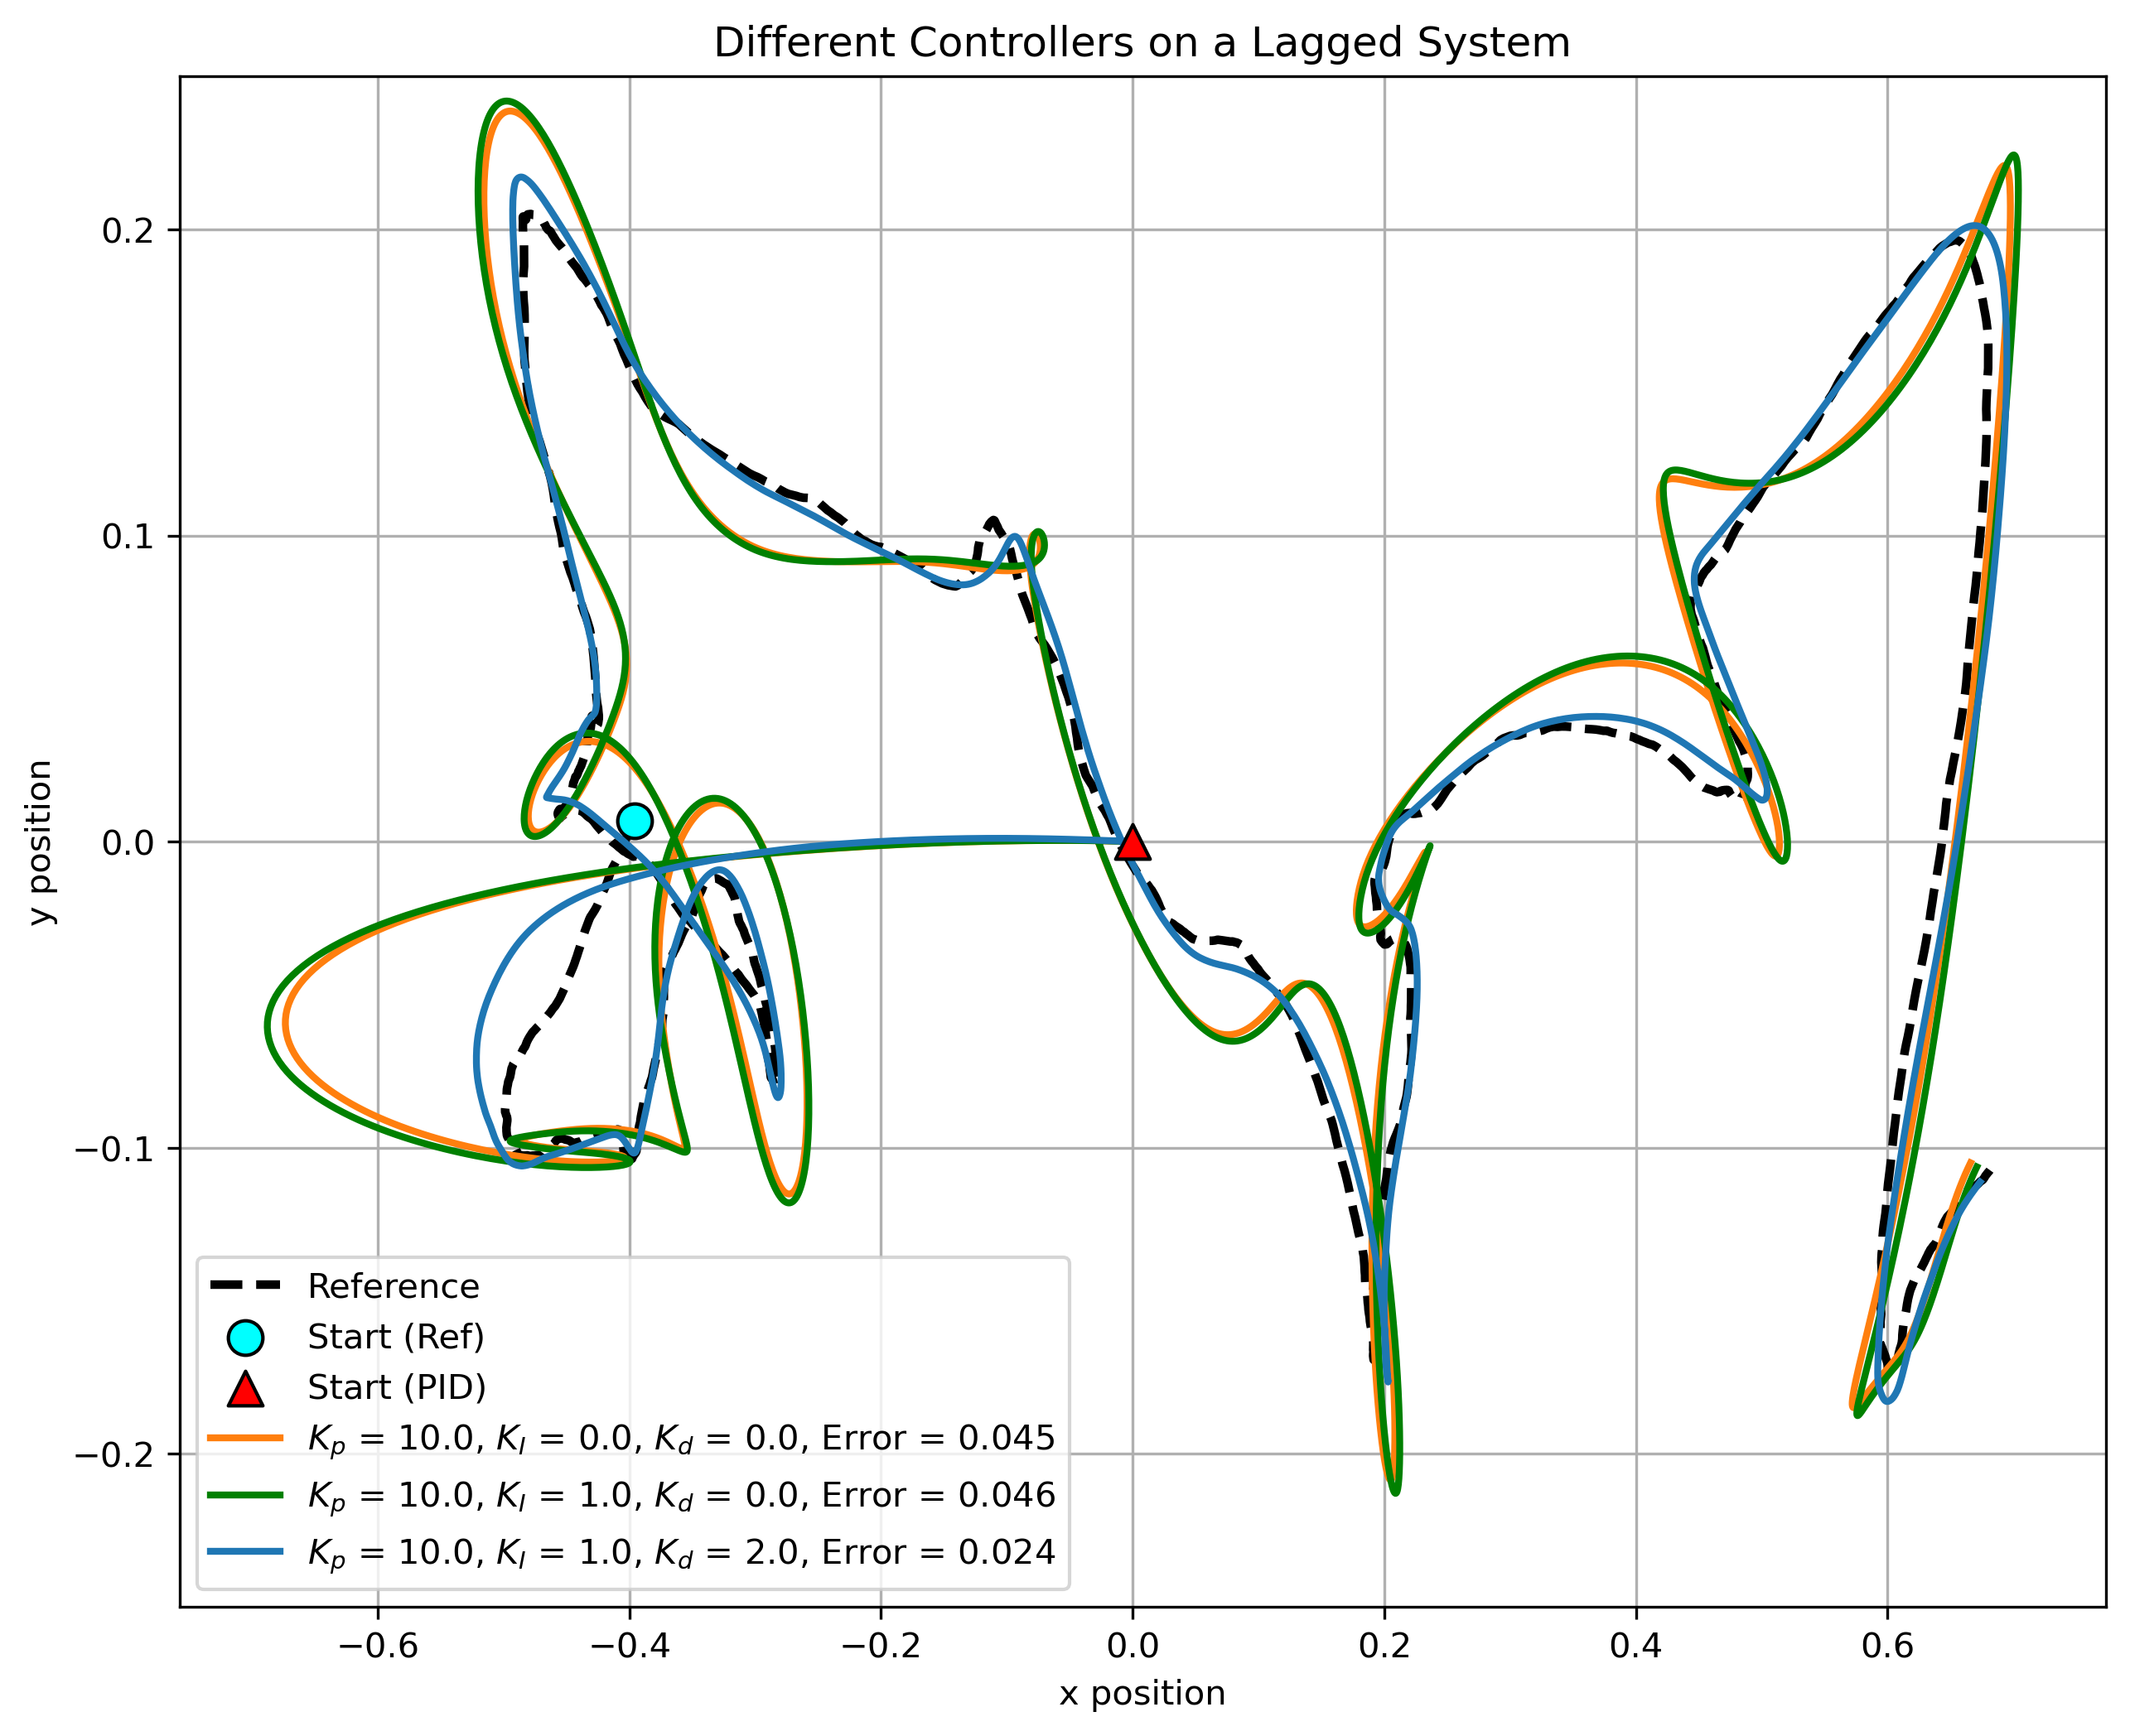 Different Controllers on a Lagged System
y position
0.2
0.1
0.0
−0.1
−0.2
Reference
Start (Ref)
Start (PID)
K_p = 10.0, K_I = 0.0, K_d = 0.0, Error = 0.045
K_p = 10.0, K_I = 1.0, K_d = 0.0, Error = 0.046
K_p = 10.0, K_I = 1.0, K_d = 2.0, Error = 0.024
−0.6 −0.4 −0.2 0.0 0.2 0.4 0.6
x position